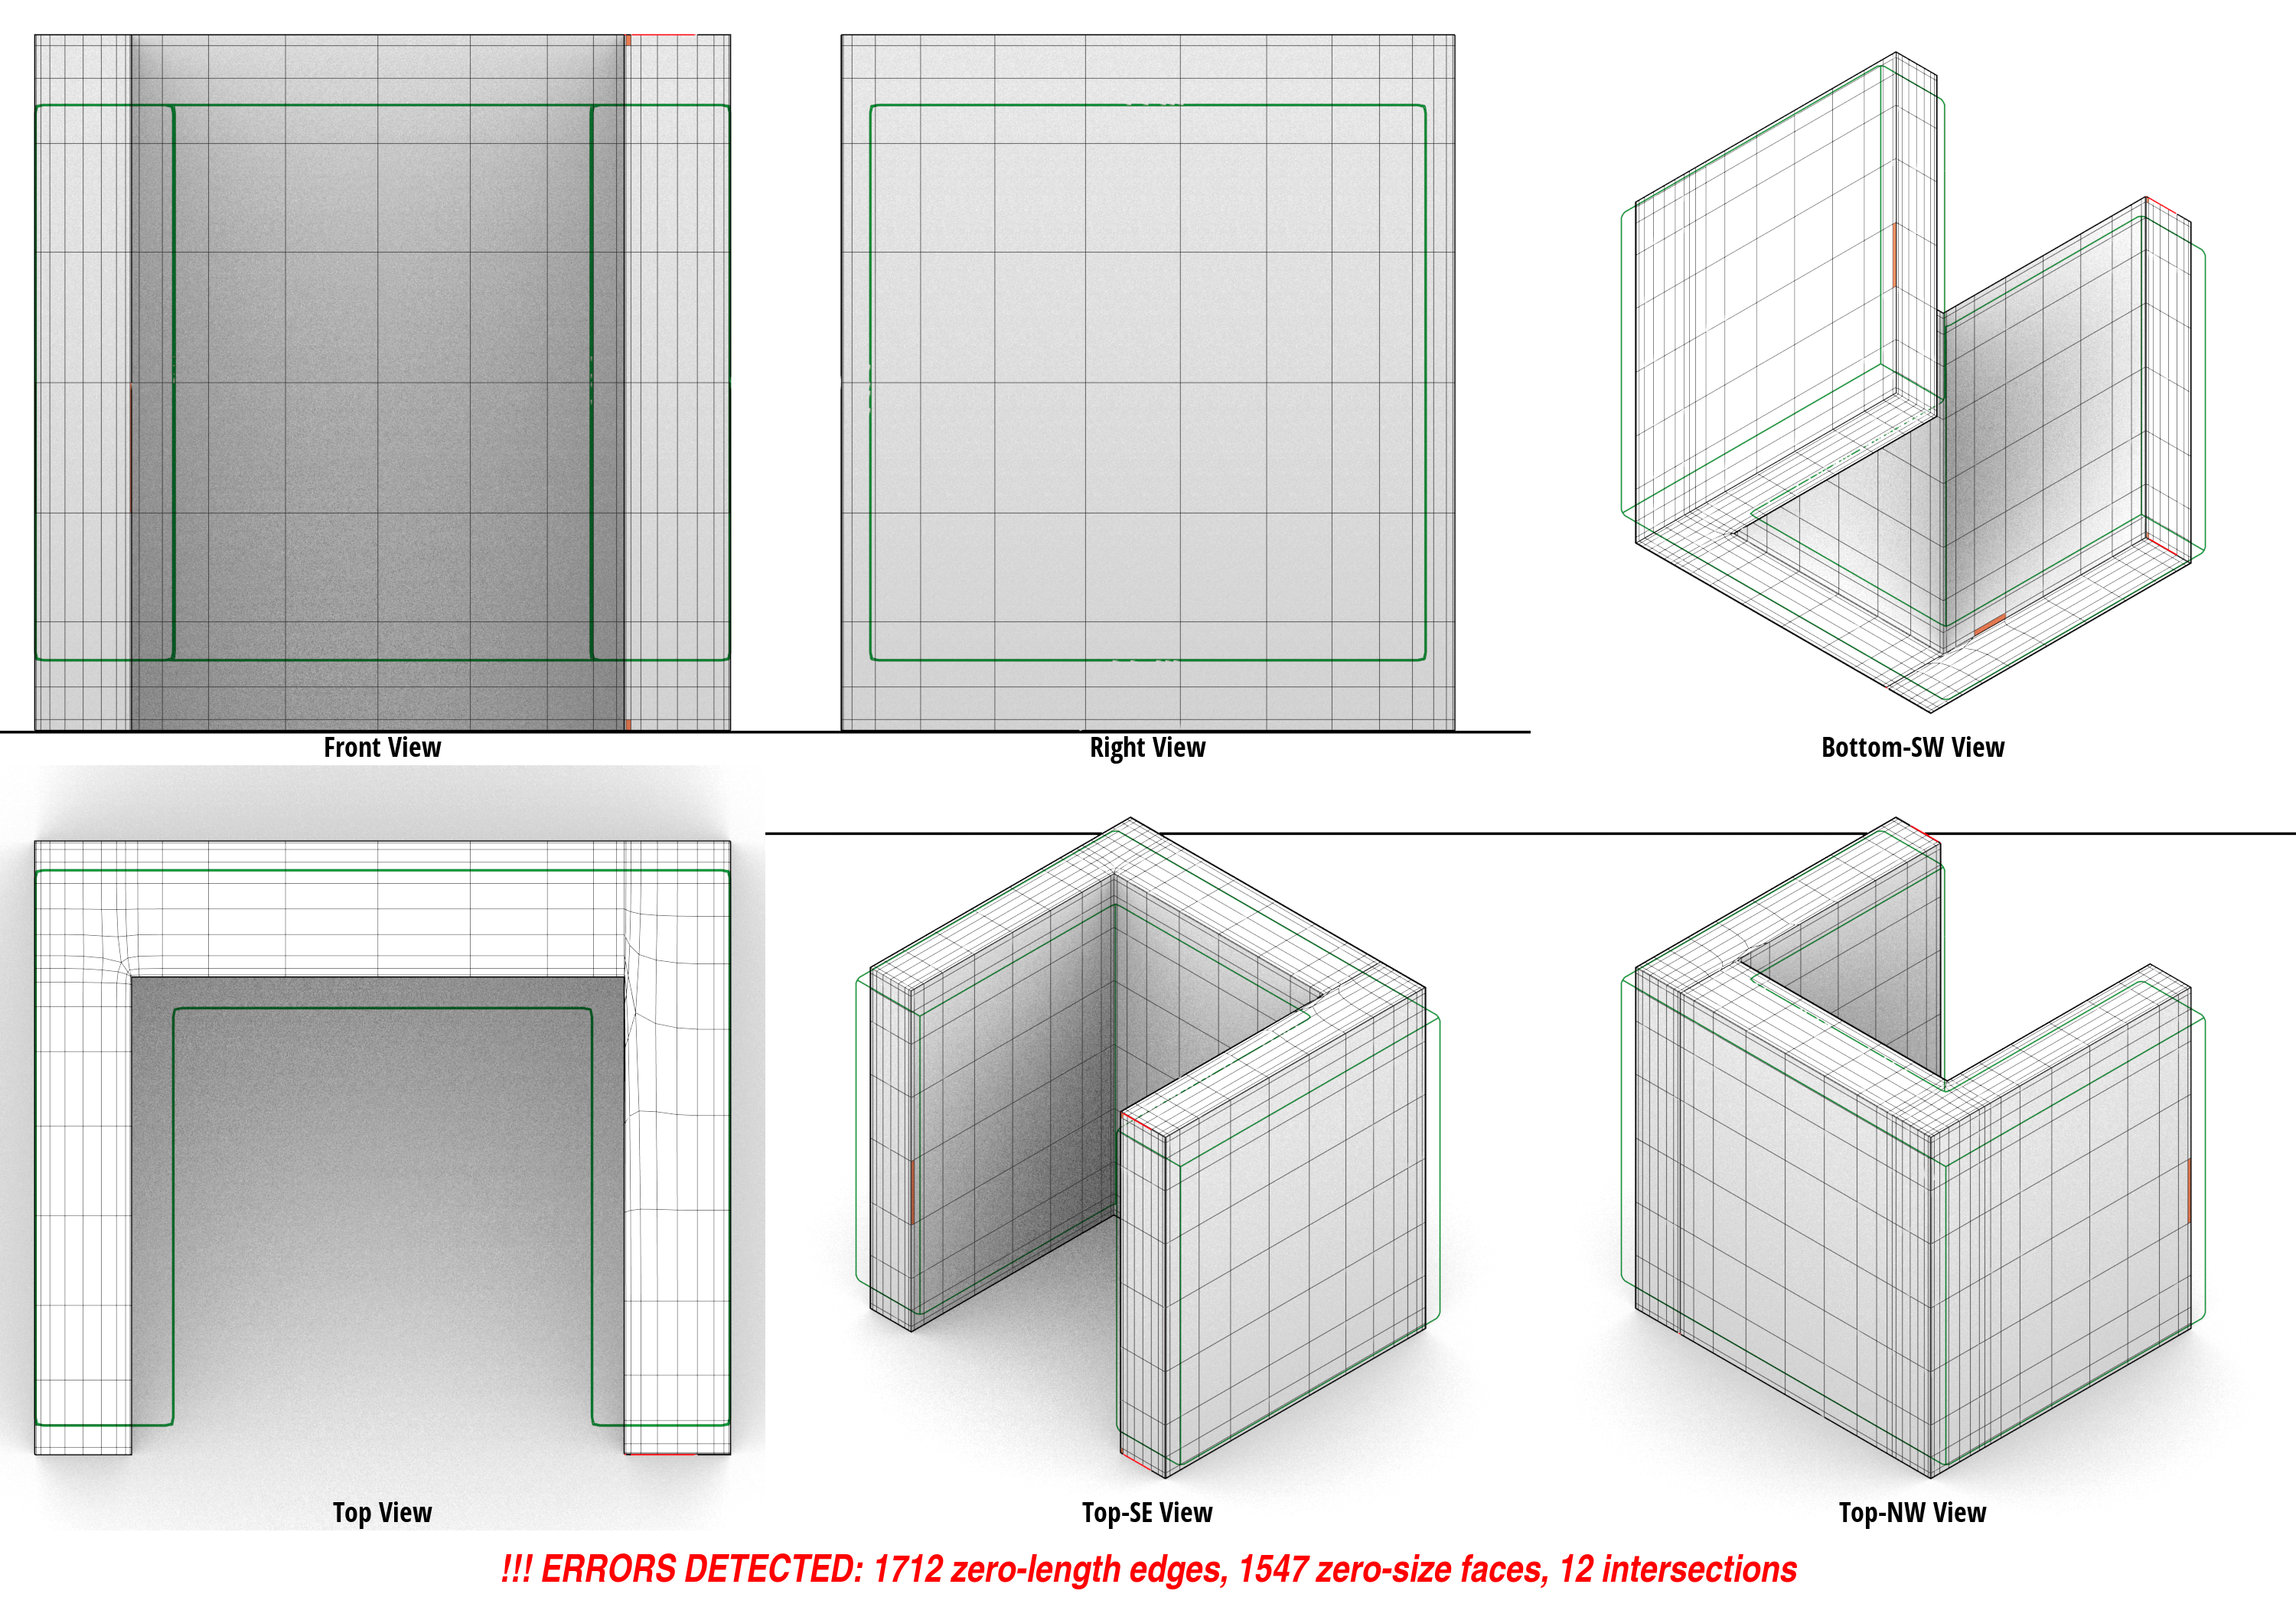 Front View
Right View
Bottom-SW View
Top View
Top-SE View
Top-NW View
!!! ERRORS DETECTED: 1712 zero-length edges, 1547 zero-size faces, 12 intersections